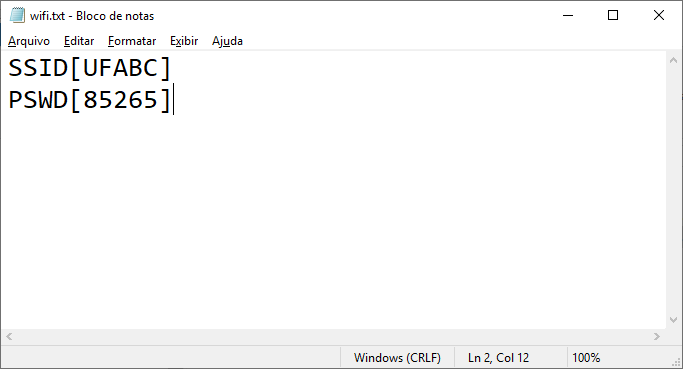 wifi.txt - Bloco de notas
Arquivo Editar Formatar Exibir Ajuda
SSID[UFABC]
PSWD[85265]
Windows (CRLF) Ln 2, Col 12 100%